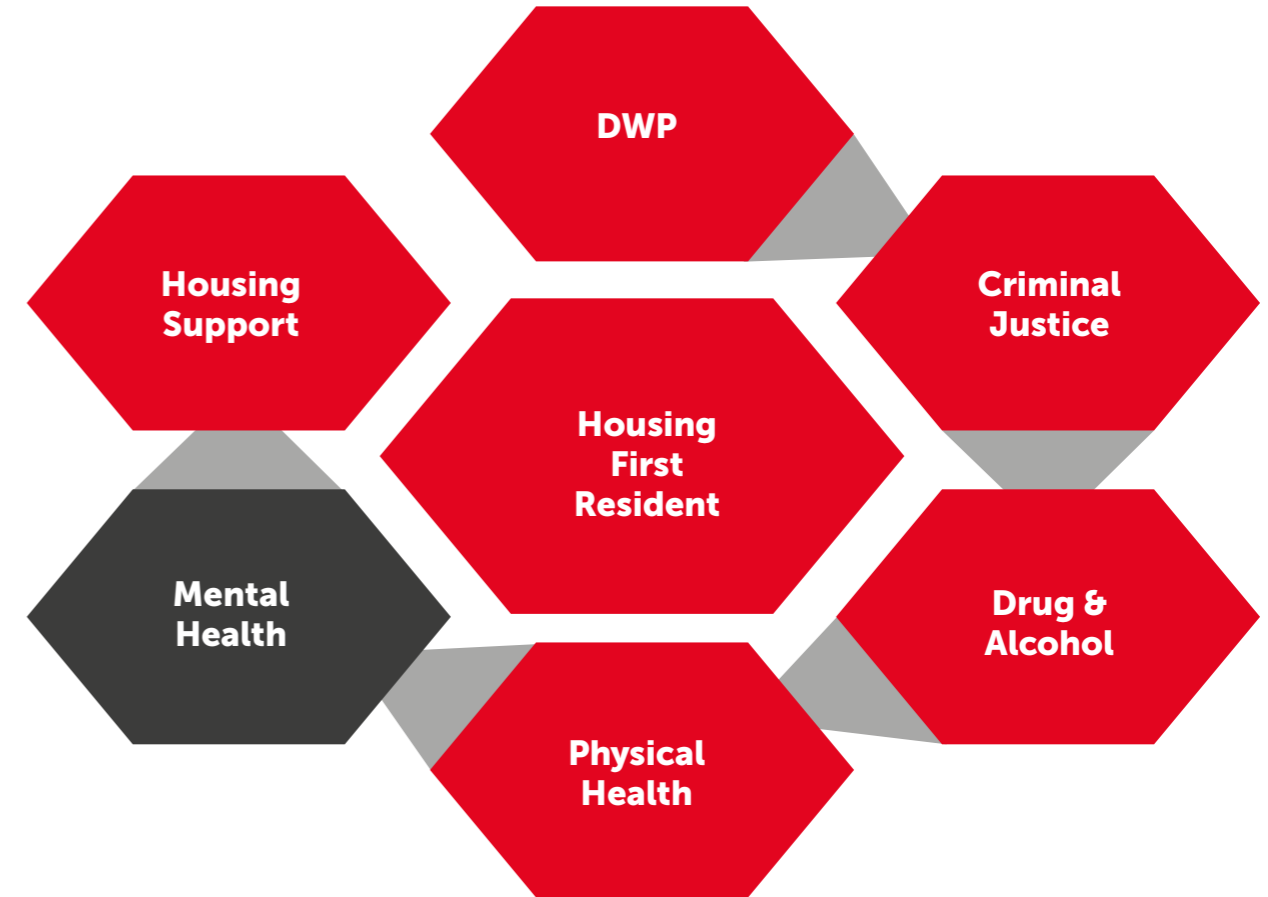 DWP
Housing
Support
Criminal
Justice
Housing
First
Resident
Mental
Health
Drug &
Alcohol
Physical
Health